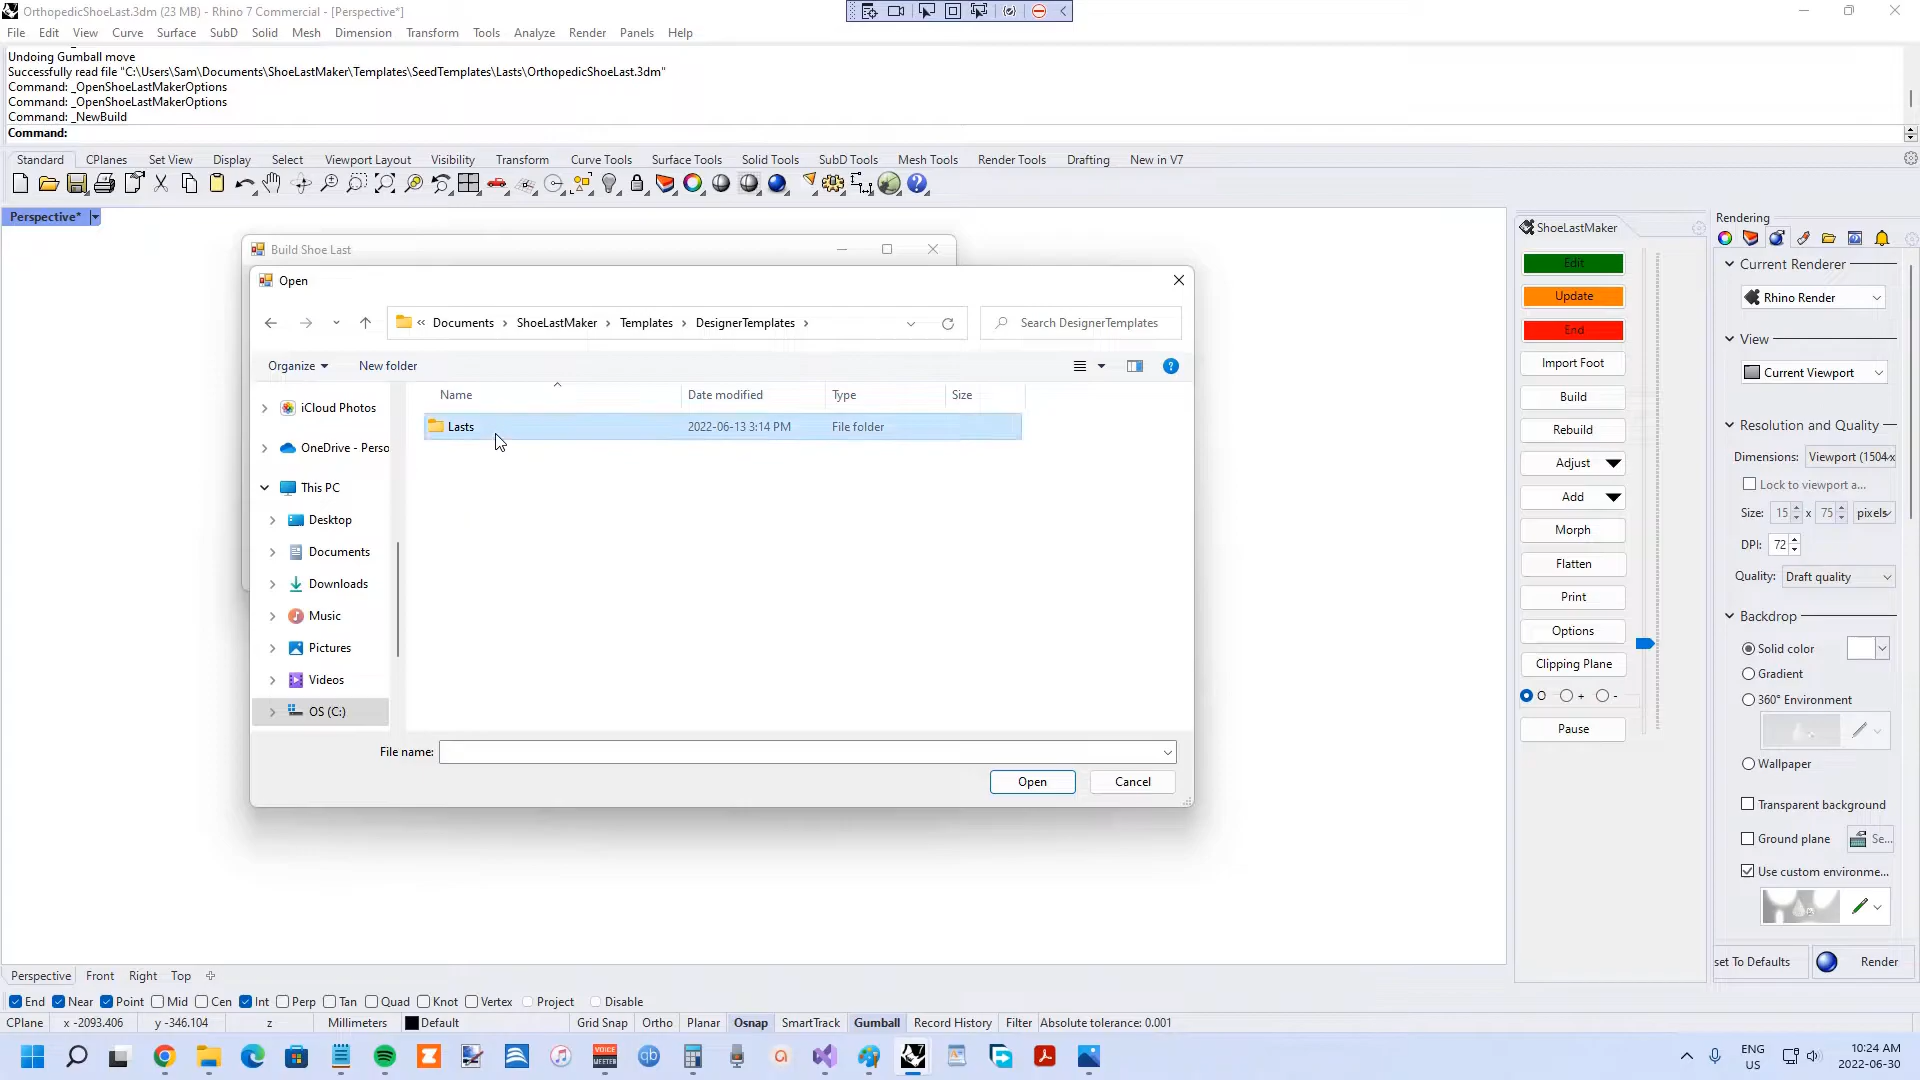 OrthopedicShoeLast.3dm (23 MB) - Rhino 7 Commercial - [Perspective*]
File Edit View Curve Surface SubD Solid Mesh Dimension Transform Tools Analyze Render Panels Help
Undoing Gumball move
Successfully read file "C:\Users\Sam\Documents\ShoeLastMaker\Templates\SeedTemplates\Lasts\OrthopedicShoeLast.3dm"
Command: _OpenShoeLastMakerOptions
Command: _OpenShoeLastMakerOptions
Command: _NewBuild
Command:
Standard CPlanes Set View Display Select Viewport Layout Visibility Transform Curve Tools Surface Tools Solid Tools SubD Tools Mesh Tools Render Tools Drafting New in V7
Perspective*
Build Shoe Last
Open
« Documents > ShoeLastMaker > Templates > DesignerTemplates >
Search DesignerTemplates
Organize New folder
Name Date modified Type Size
Lasts 2022-06-13 3:14 PM File folder
iCloud Photos
OneDrive - Perso
This PC
Desktop
Documents
Downloads
Music
Pictures
Videos
OS (C:)
File name:
Open Cancel
ShoeLastMaker
Edit
Update
End
Import Foot
Build
Rebuild
Adjust
Add
Morph
Flatten
Print
Options
Clipping Plane
O + -
Pause
Rendering
Current Renderer
Rhino Render
View
Current Viewport
Resolution and Quality
Dimensions: Viewport (1504 x
Lock to viewport a...
Size: 15 x 75 pixels
DPI: 72
Quality: Draft quality
Backdrop
Solid color
Gradient
360° Environment
Wallpaper
Transparent background
Ground plane Se...
Use custom environme...
set To Defaults Render
Perspective Front Right Top
End Near Point Mid Cen Int Perp Tan Quad Knot Vertex Project Disable
CPlane x -2093.406 y -346.104 z Millimeters Default Grid Snap Ortho Planar Osnap SmartTrack Gumball Record History Filter Absolute tolerance: 0.001
VOICE MEETER
qb
ENG
US
10:24 AM
2022-06-30